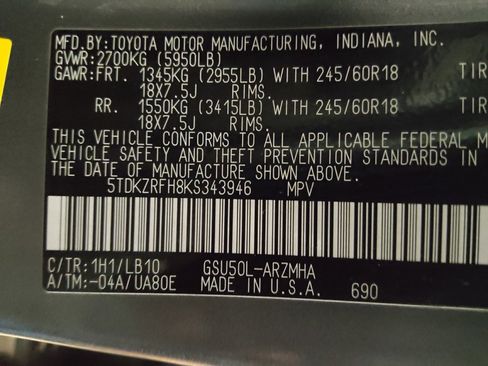 MFD.BY:TOYOTA MOTOR MANUFACTURING, INDIANA, INC.
GVWR:2700KG (5950LB)
GAWR:FRT. 1345KG (2955LB) WITH 245/60R18 TIR
18X7.5J RIMS.
RR. 1550KG (3415LB) WITH 245/60R18 TIR
18X7.5J RIMS.
THIS VEHICLE CONFORMS TO ALL APPLICABLE FEDERAL M
VEHICLE SAFETY AND THEFT PREVENTION STANDARDS IN
THE DATE OF MANUFACTURE SHOWN ABOVE.
5TDKZRFH8KS343946 MPV
C/TR:1H1/LB10 GSU50L-ARZMHA
A/TM:-04A/UA80E MADE IN U.S.A. 690